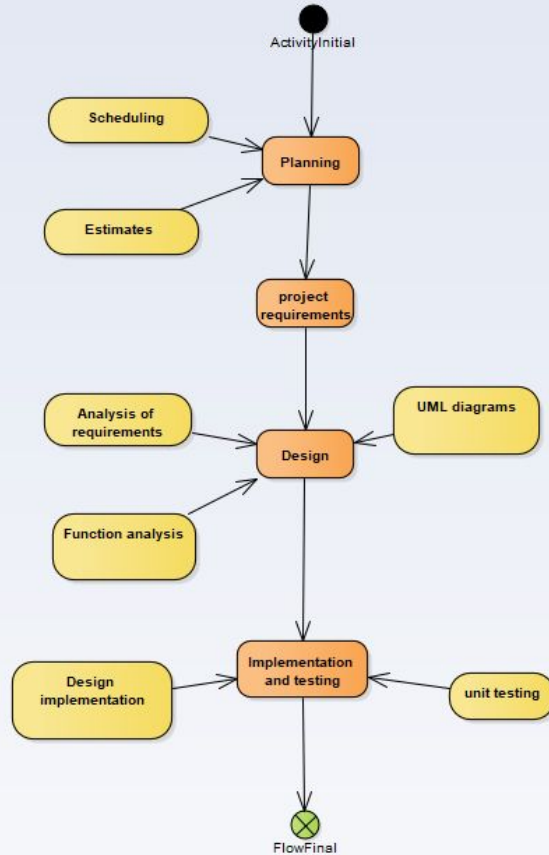 ActivityInitial
Scheduling
Planning
Estimates
project
requirements
Analysis of
requirements
UML diagrams
Design
Function analysis
Implementation
and testing
Design
implementation
unit testing
FlowFinal